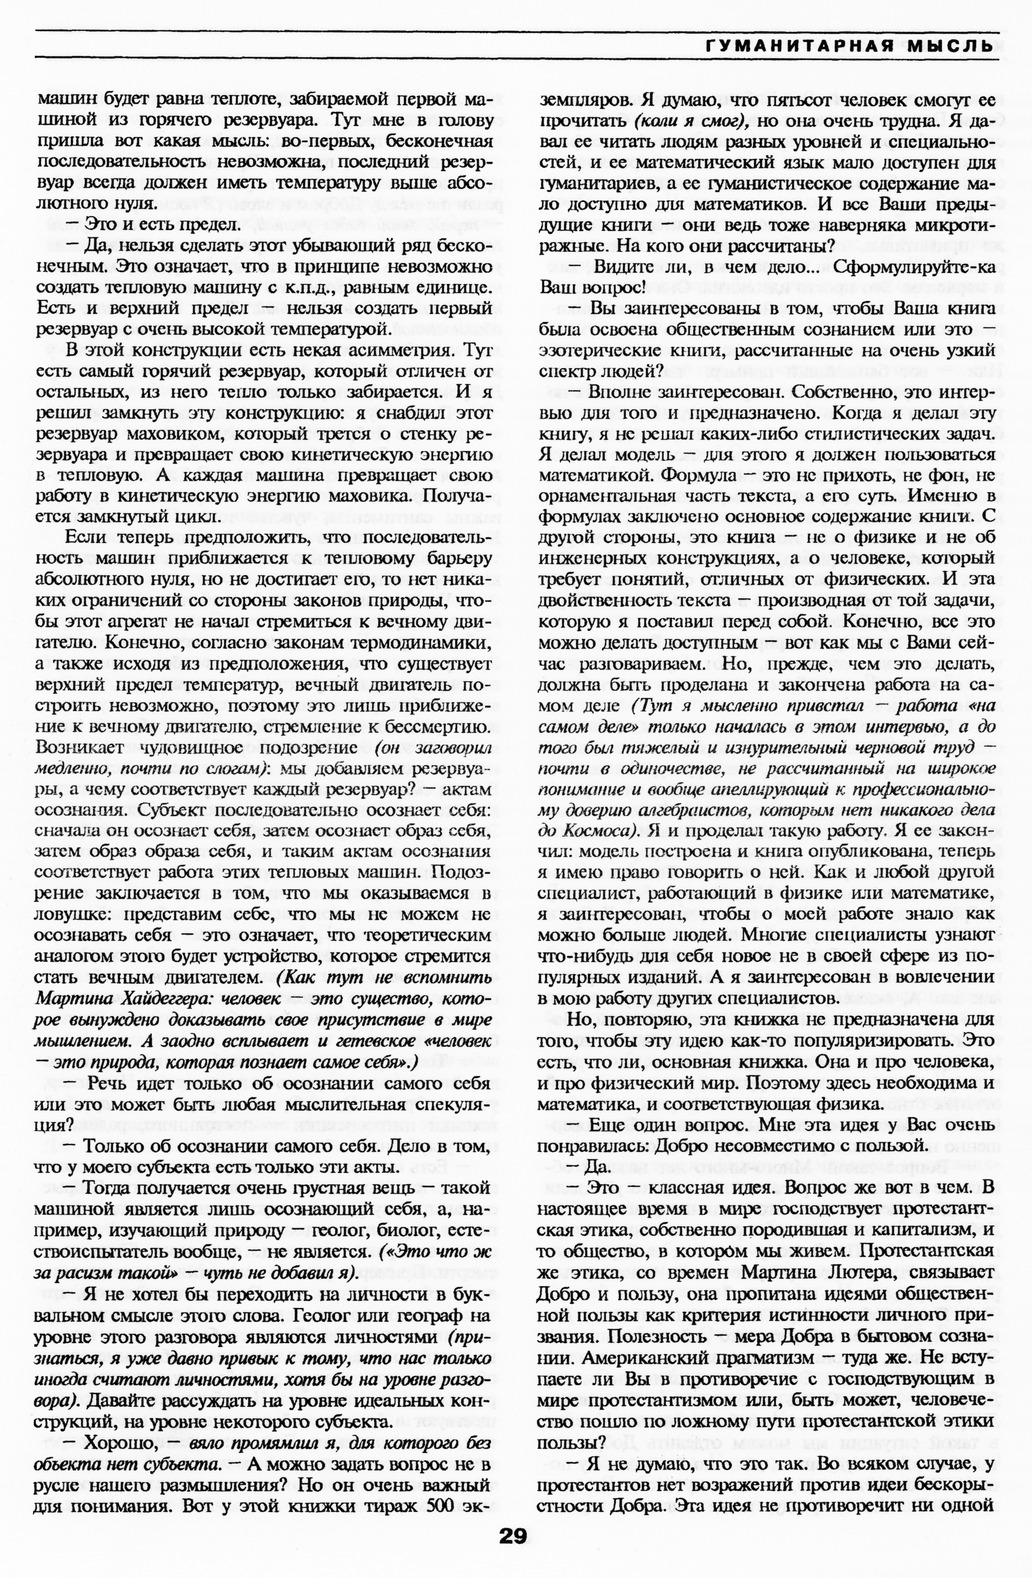 ГУМАНИТАРНАЯ МЫСЛЬ
машин будет равна теплоте, забираемой первой ма-
шиной из горячего резервуара. Тут мне в голову
пришла вот какая мысль: во-первых, бесконечная
последовательность невозможна, последний резер-
вуар всегда должен иметь температуру выше абсо-
лютного нуля.
— Это и есть предел.
— Да, нельзя сделать этот убывающий ряд беско-
нечным. Это означает, что в принципе невозможно
создать тепловую машину с к.п.д., равным единице.
Есть и верхний предел — нельзя создать первый
резервуар с очень высокой температурой.
В этой конструкции есть некая асимметрия. Тут
есть самый горячий резервуар, который отличен от
остальных, из него тепло только забирается. И я
решил замкнуть эту конструкцию: я снабдил этот
резервуар маховиком, который трется о стенку ре-
зервуара и превращает свою кинетическую энергию
в тепловую. А каждая машина превращает свою
работу в кинетическую энергию маховика. Получа-
ется замкнутый цикл.
Если теперь предположить, что последователь-
ность машин приближается к тепловому барьеру
абсолютного нуля, но не достигает его, то нет ника-
ких ограничений со стороны законов природы, что-
бы этот агрегат не начал стремиться к вечному дви-
гателю. Конечно, согласно законам термодинамики,
а также исходя из предположения, что существует
верхний предел температур, вечный двигатель по-
строить невозможно, поэтому это лишь приближе-
ние к вечному двигателю, стремление к бессмертию.
Возникает чудовищное подозрение (он заговорил
медленно, почти по слогам): мы добавляем резервуа-
ры, а чему соответствует каждый резервуар? — актам
осознания. Субъект последовательно осознает себя:
сначала он осознает себя, затем осознает образ себя,
затем образ образа себя, и таким актам осознания
соответствует работа этих тепловых машин. Подоз-
рение заключается в том, что мы оказываемся в
ловушке: представим себе, что мы не можем не
осознавать себя — это означает, что теоретическим
аналогом этого будет устройство, которое стремится
стать вечным двигателем. (Как тут не вспомнить
Мартина Хайдеггера: человек — это существо, кото-
рое вынуждено доказывать свое присутствие в мире
мышлением. А заодно всплывает и гетевское «человек
— это природа, которая познает самое себя».)
— Речь идет только об осознании самого себя
или это может быть любая мыслительная спекуля-
ция?
— Только об осознании самого себя. Дело в том,
что у моего субъекта есть только эти акты.
— Тогда получается очень грустная вещь — такой
машиной является лишь осознающий себя, а, на-
пример, изучающий природу — геолог, биолог, есте-
ствоиспытатель вообще, — не является. («Это что ж
за расизм такой» — чуть не добавил я).
— Я не хотел бы переходить на личности в бук-
вальном смысле этого слова. Геолог или географ на
уровне этого разговора являются личностями (при-
знаться, я уже давно привык к тому, что нас только
иногда считают личностями, хотя бы на уровне разго-
вора). Давайте рассуждать на уровне идеальных кон-
струкций, на уровне некоторого субъекта.
— Хорошо, — вяло промямлил я, для которого без
объекта нет субъекта. — А можно задать вопрос не в
русле нашего размышления? Но он очень важный
для понимания. Вот у этой книжки тираж 500 эк-
земпляров. Я думаю, что пятьсот человек смогут ее
прочитать (коли я смог), но она очень трудна. Я да-
вал ее читать людям разных уровней и специально-
стей, и ее математический язык мало доступен для
гуманитариев, а ее гуманистическое содержание ма-
ло доступно для математиков. И все Ваши преды-
дущие книги — они ведь тоже наверняка микроти-
ражные. На кого они рассчитаны?
— Видите ли, в чем дело... Сформулируйте-ка
Ваш вопрос!
— Вы заинтересованы в том, чтобы Ваша книга
была освоена общественным сознанием или это —
эзотерические книги, рассчитанные на очень узкий
спектр людей?
— Вполне заинтересован. Собственно, это интер-
вью для того и предназначено. Когда я делал эту
книгу, я не решал каких-либо стилистических задач.
Я делал модель — для этого я должен пользоваться
математикой. Формула — это не прихоть, не фон, не
орнаментальная часть текста, а его суть. Именно в
формулах заключено основное содержание книги. С
другой стороны, это книга — не о физике и не об
инженерных конструкциях, а о человеке, который
требует понятий, отличных от физических. И эта
двойственность текста — производная от той задачи,
которую я поставил перед собой. Конечно, все это
можно делать доступным — вот как мы с Вами сей-
час разговариваем. Но, прежде, чем это делать,
должна быть проделана и закончена работа на са-
мом деле (Тут я мысленно привстал — работа «на
самом деле» только началась в этом интервью, а до
того был тяжелый и изнурительный черновой труд —
почти в одиночестве, не рассчитанный на широкое
понимание и вообще апеллирующий к профессионально-
му доверию алгебраистов, которым нет никакого дела
до Космоса). Я и проделал такую работу. Я ее закон-
чил: модель построена и книга опубликована, теперь
я имею право говорить о ней. Как и любой другой
специалист, работающий в физике или математике,
я заинтересован, чтобы о моей работе знало как
можно больше людей. Многие специалисты узнают
что-нибудь для себя новое не в своей сфере из по-
пулярных изданий. А я заинтересован в вовлечении
в мою работу других специалистов.
Но, повторяю, эта книжка не предназначена для
того, чтобы эту идею как-то популяризировать. Это
есть, что ли, основная книжка. Она и про человека,
и про физический мир. Поэтому здесь необходима и
математика, и соответствующая физика.
— Еще один вопрос. Мне эта идея у Вас очень
понравилась: Добро несовместимо с пользой.
— Да.
— Это — классная идея. Вопрос же вот в чем. В
настоящее время в мире господствует протестант-
ская этика, собственно породившая и капитализм, и
то общество, в котором мы живем. Протестантская
же этика, со времен Мартина Лютера, связывает
Добро и пользу, она пропитана идеями обществен-
ной пользы как критерия истинности личного при-
звания. Полезность — мера Добра в бытовом созна-
нии. Американский прагматизм — туда же. Не всту-
паете ли Вы в противоречие с господствующим в
мире протестантизмом или, быть может, человече-
ство пошло по ложному пути протестантской этики
пользы?
— Я не думаю, что это так. Во всяком случае, у
протестантов нет возражений против идеи бескоры-
стности Добра. Эта идея не противоречит ни одной
29